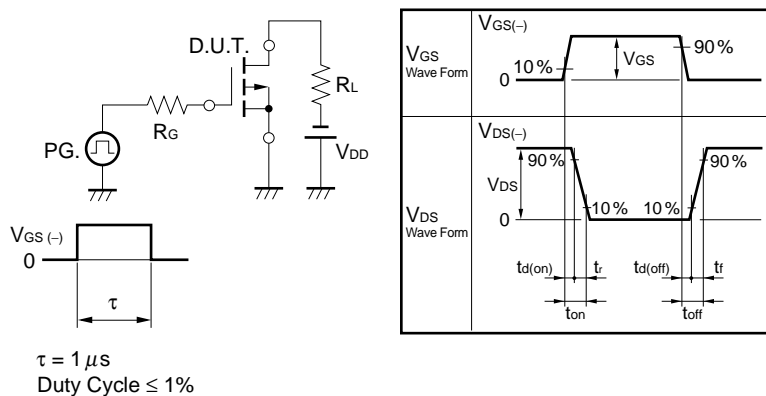 D.U.T.
RL
RG
PG.
VDD
VGS (−)
0
τ
τ = 1 μs
Duty Cycle ≤ 1%
VGS
Wave Form
VGS(−)
10%
VGS
90%
0
VDS
Wave Form
VDS(−)
90%
90%
VDS
10% 10%
0
td(on) tr td(off) tf
ton toff